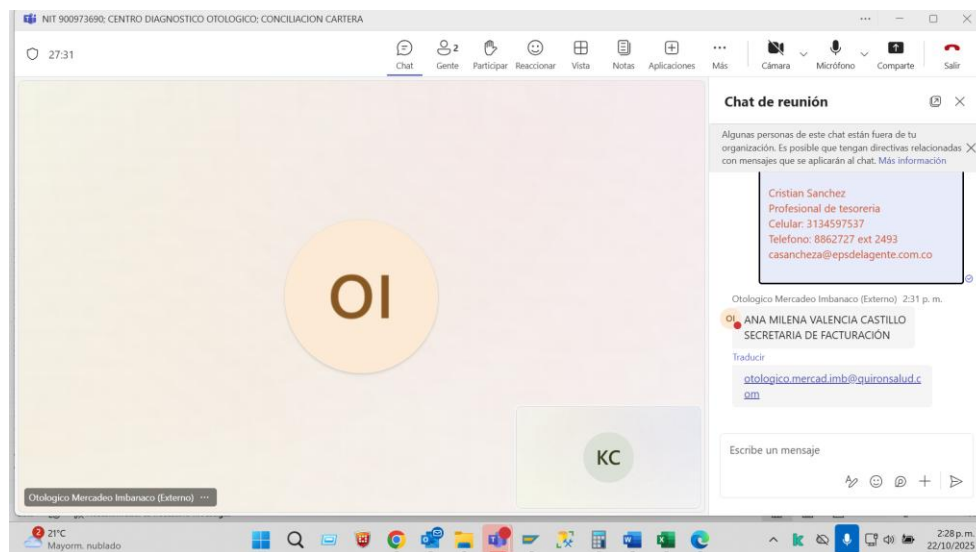 NIT 900973690; CENTRO DIAGNOSTICO OTOLOGICO; CONCILIACION CARTERA
27:31
Chat
2
Gente
Participar
Reaccionar
Vista
Notas
Aplicaciones
Más
Cámara
Micrófono
Comparte
Salir
OI
KC
Otologico Mercadeo Imbanaco (Externo)
Chat de reunión
Algunas personas de este chat están fuera de tu
organización. Es posible que tengan directivas relacionadas
con mensajes que se aplicarán al chat. Más información
Cristian Sanchez
Profesional de tesoreria
Celular: 3134597537
Telefono: 8862727 ext 2493
casancheza@epsdelagente.com.co
Otologico Mercadeo Imbanaco (Externo) 2:31 p. m.
OI
ANA MILENA VALENCIA CASTILLO
SECRETARIA DE FACTURACIÓN
Traducir
otologico.mercad.imb@quironsalud.c
om
Escribe un mensaje
2
21°C
Mayorm. nublado
2:28 p. m.
22/10/2025